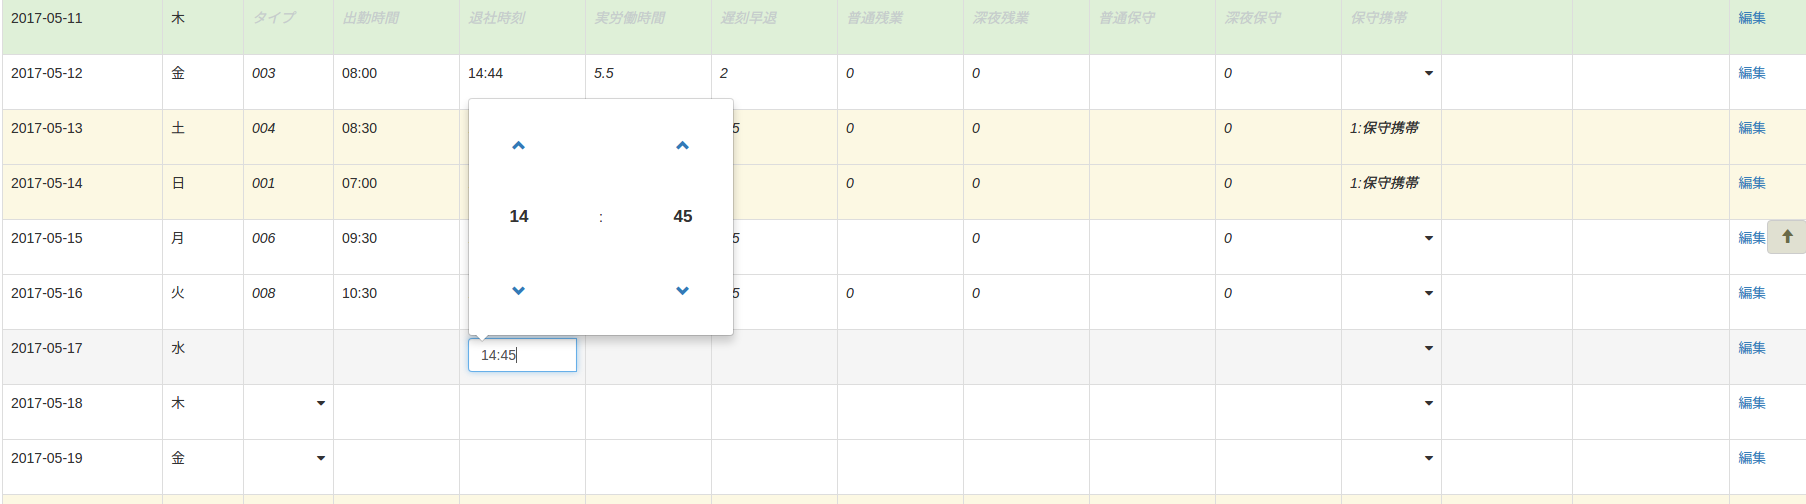 2017-05-11 木 タイプ 出勤時間 退社時刻 実労働時間 遅刻早退 普通残業 深夜残業 普通保守 深夜保守 保守携帯 編集
2017-05-12 金 003 08:00 14:44 5.5 2 0 0 0 編集
2017-05-13 土 004 08:30 5 0 0 0 1:保守携帯 編集
2017-05-14 日 001 07:00 0 0 0 1:保守携帯 編集
14 : 45
2017-05-15 月 006 09:30 5 0 0 編集
2017-05-16 火 008 10:30 5 0 0 0 編集
2017-05-17 水 14:45 編集
2017-05-18 木 編集
2017-05-19 金 編集